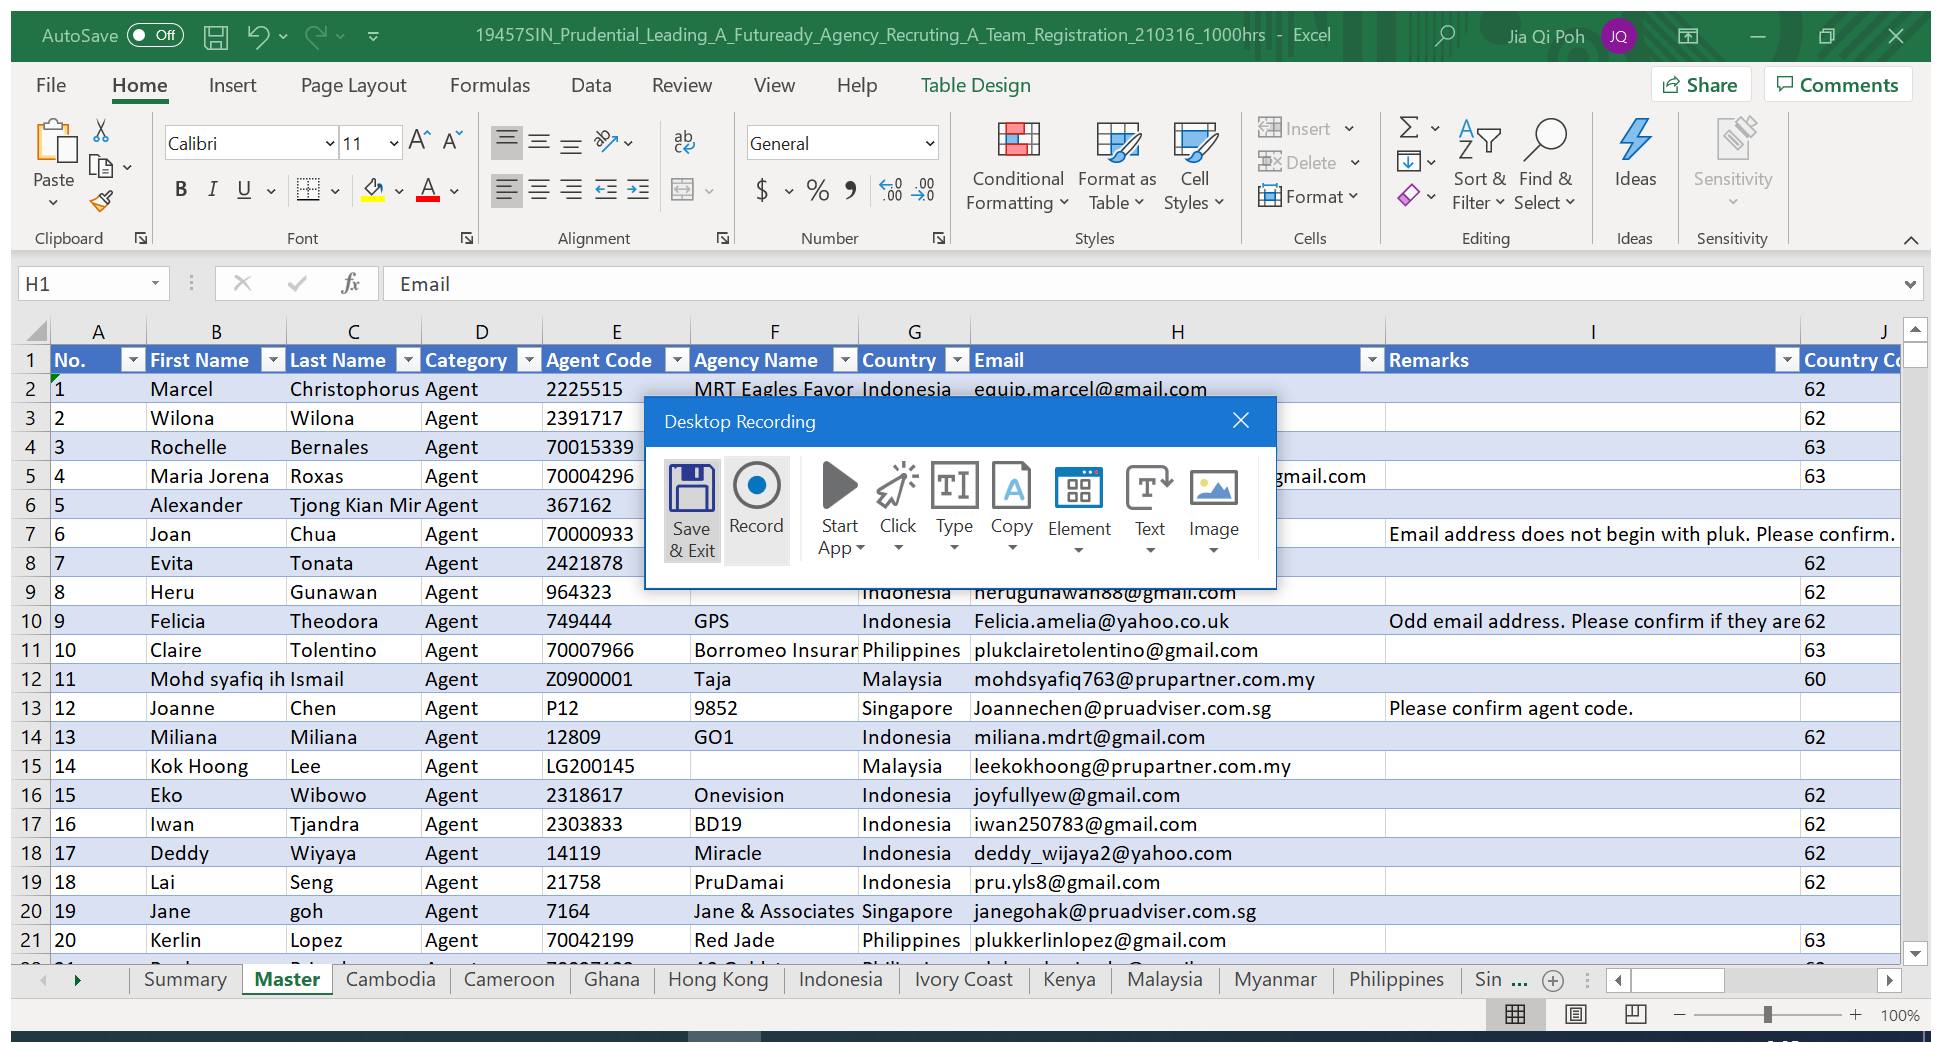 AutoSave Off 19457SIN_Prudential_Leading_A_Futuready_Agency_Recruting_A_Team_Registration_210316_1000hrs - Excel Jia Qi Poh JQ
File Home Insert Page Layout Formulas Data Review View Help Table Design Share Comments
Calibri 11 General Insert
Delete
Paste Conditional Format as Cell Format Sort & Find & Ideas Sensitivity
Formatting Table Styles Filter Select
Clipboard Font Alignment Number Styles Cells Editing Ideas Sensitivity
H1 fx Email
A B C D E F G H I J
1 No. First Name Last Name Category Agent Code Agency Name Country Email Remarks Country Co
2 1 Marcel Christophorus Agent 2225515 MRT Eagles Favor Indonesia equip.marcel@gmail.com 62
3 2 Wilona Wilona Agent 2391717 62
4 3 Rochelle Bernales Agent 70015339 63
5 4 Maria Jorena Roxas Agent 70004296 gmail.com 63
6 5 Alexander Tjong Kian Mir Agent 367162
7 6 Joan Chua Agent 70000933 Email address does not begin with pluk. Please confirm.
8 7 Evita Tonata Agent 2421878 62
9 8 Heru Gunawan Agent 964323 Indonesia herugunawan88@gmail.com 62
Desktop Recording
Save & Exit Record Start App Click Type Copy Element Text Image
10 9 Felicia Theodora Agent 749444 GPS Indonesia Felicia.amelia@yahoo.co.uk Odd email address. Please confirm if they are 62
11 10 Claire Tolentino Agent 70007966 Borromeo Insurar Philippines plukclairetolentino@gmail.com 63
12 11 Mohd syafiq ih Ismail Agent Z0900001 Taja Malaysia mohdsyafiq763@prupartner.com.my 60
13 12 Joanne Chen Agent P12 9852 Singapore Joannechen@pruadviser.com.sg Please confirm agent code.
14 13 Miliana Miliana Agent 12809 GO1 Indonesia miliana.mdrt@gmail.com 62
15 14 Kok Hoong Lee Agent LG200145 Malaysia leekokhoong@prupartner.com.my
16 15 Eko Wibowo Agent 2318617 Onevision Indonesia joyfullyew@gmail.com 62
17 16 Iwan Tjandra Agent 2303833 BD19 Indonesia iwan250783@gmail.com 62
18 17 Deddy Wiyaya Agent 14119 Miracle Indonesia deddy_wijaya2@yahoo.com 62
19 18 Lai Seng Agent 21758 PruDamai Indonesia pru.yls8@gmail.com 62
20 19 Jane goh Agent 7164 Jane & Associates Singapore janegohak@pruadviser.com.sg
21 20 Kerlin Lopez Agent 70042199 Red Jade Philippines plukkerlinlopez@gmail.com 63
Summary Master Cambodia Cameroon Ghana Hong Kong Indonesia Ivory Coast Kenya Malaysia Myanmar Philippines Sin ...
100%